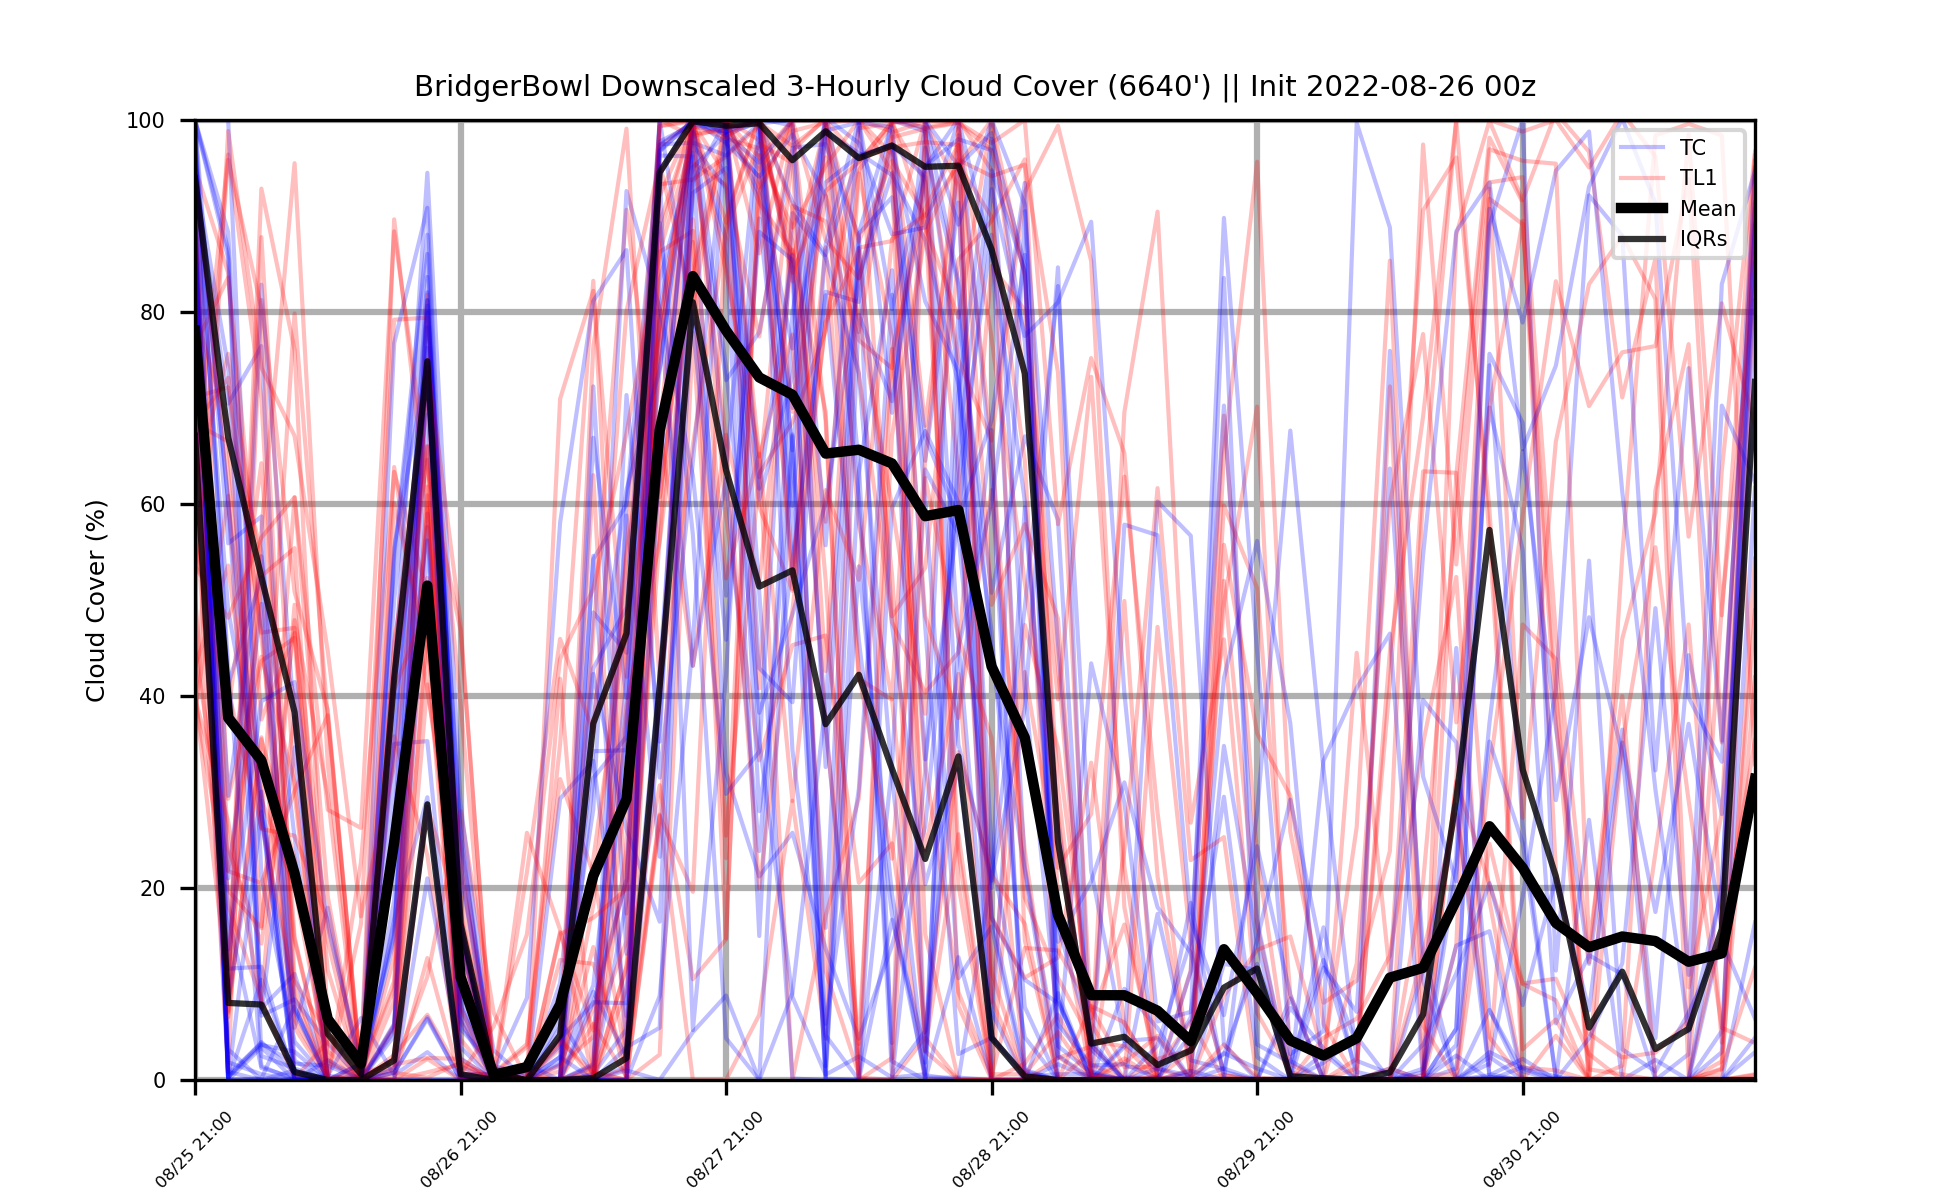 BridgerBowl Downscaled 3-Hourly Cloud Cover (6640') || Init 2022-08-26 00z
Cloud Cover (%)
100
80
60
40
20
0
TC
TL1
Mean
IQRs
08/25 21:00
08/26 21:00
08/27 21:00
08/28 21:00
08/29 21:00
08/30 21:00